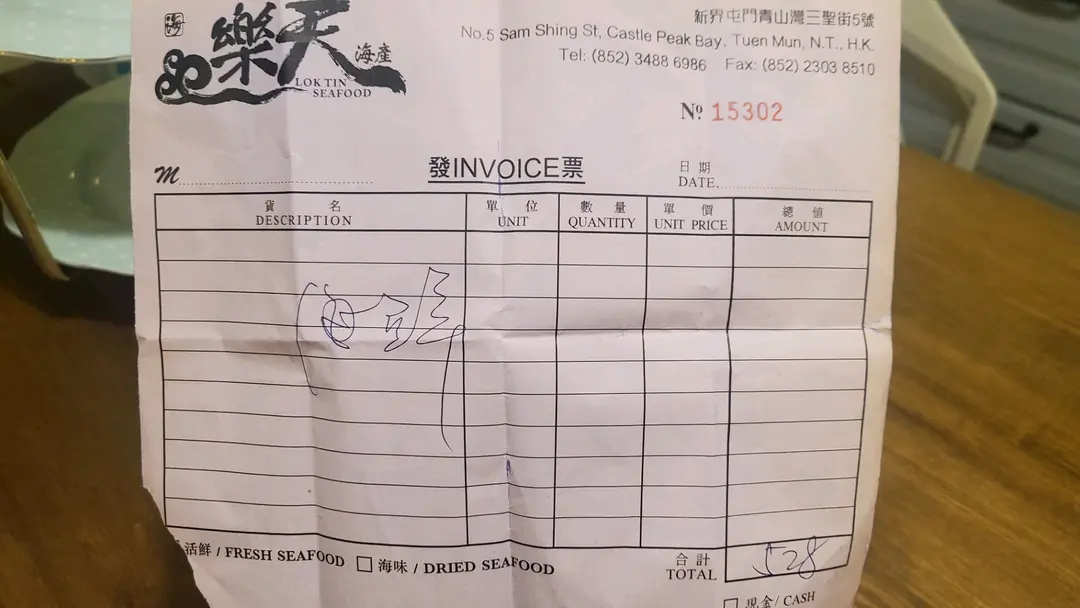 海
樂天
海產
LOK TIN
SEAFOOD
新界屯門青山灣三聖街5號
No.5 Sam Shing St, Castle Peak Bay, Tuen Mun, N.T., H.K.
Tel: (852) 3488 6986 Fax: (852) 2303 8510
Nº 15302
M
發INVOICE票
日期
DATE
貨名 單位 數量 單價 總值
DESCRIPTION UNIT QUANTITY UNIT PRICE AMOUNT
活鮮 / FRESH SEAFOOD 海味 / DRIED SEAFOOD
合計
TOTAL 528
現金 / CASH